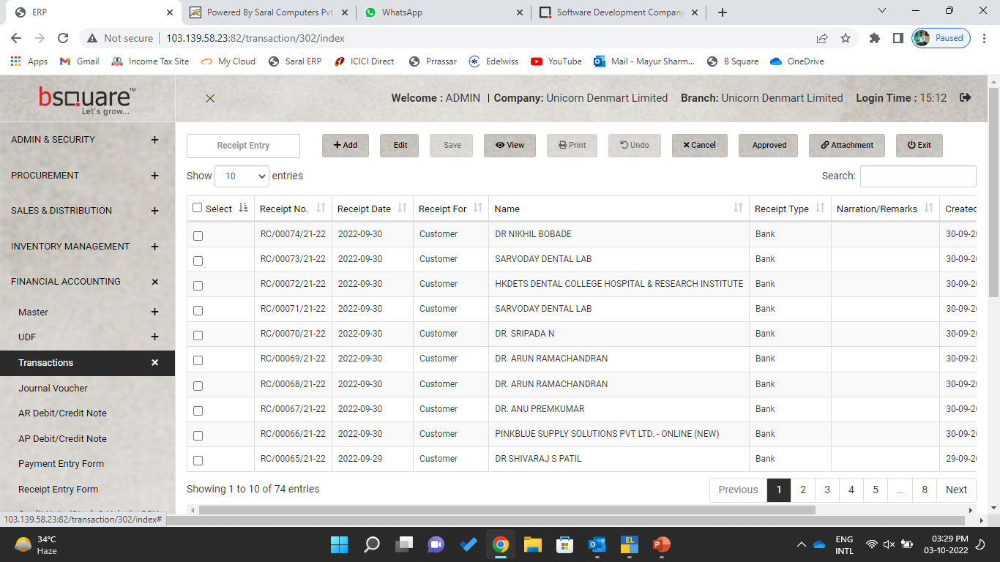 ERP
Powered By Saral Computers Pvt.
WhatsApp
Software Development Company
Not secure 103.139.58.23:82/transaction/302/index
Paused
Apps Gmail Income Tax Site My Cloud Saral ERP ICICI Direct Prrassar Edelwiss YouTube Mail - Mayur Sharm... B Square OneDrive
bsquare™
Let's grow...
Welcome : ADMIN | Company: Unicorn Denmart Limited Branch: Unicorn Denmart Limited Login Time : 15:12
ADMIN & SECURITY
PROCUREMENT
SALES & DISTRIBUTION
INVENTORY MANAGEMENT
FINANCIAL ACCOUNTING
Master
UDF
Transactions
Journal Voucher
AR Debit/Credit Note
AP Debit/Credit Note
Payment Entry Form
Receipt Entry Form
Receipt Entry Add Edit Save View Print Undo Cancel Approved Attachment Exit
Show 10 entries Search:
Select Receipt No. Receipt Date Receipt For Name Receipt Type Narration/Remarks Created
RC/00074/21-22 2022-09-30 Customer DR NIKHIL BOBADE Bank 30-09-20
RC/00073/21-22 2022-09-30 Customer SARVODAY DENTAL LAB Bank 30-09-20
RC/00072/21-22 2022-09-30 Customer HKDETS DENTAL COLLEGE HOSPITAL & RESEARCH INSTITUTE Bank 30-09-20
RC/00071/21-22 2022-09-30 Customer SARVODAY DENTAL LAB Bank 30-09-20
RC/00070/21-22 2022-09-30 Customer DR. SRIPADA N Bank 30-09-20
RC/00069/21-22 2022-09-30 Customer DR. ARUN RAMACHANDRAN Bank 30-09-20
RC/00068/21-22 2022-09-30 Customer DR. ARUN RAMACHANDRAN Bank 30-09-20
RC/00067/21-22 2022-09-30 Customer DR. ANU PREMKUMAR Bank 30-09-20
RC/00066/21-22 2022-09-30 Customer PINKBLUE SUPPLY SOLUTIONS PVT LTD. - ONLINE (NEW) Bank 30-09-20
RC/00065/21-22 2022-09-29 Customer DR SHIVARAJ S PATIL Bank 29-09-20
Showing 1 to 10 of 74 entries Previous 1 2 3 4 5 ... 8 Next
103.139.58.23:82/transaction/302/index#
34°C
Haze
EL
ENG
INTL
03:29 PM
03-10-2022